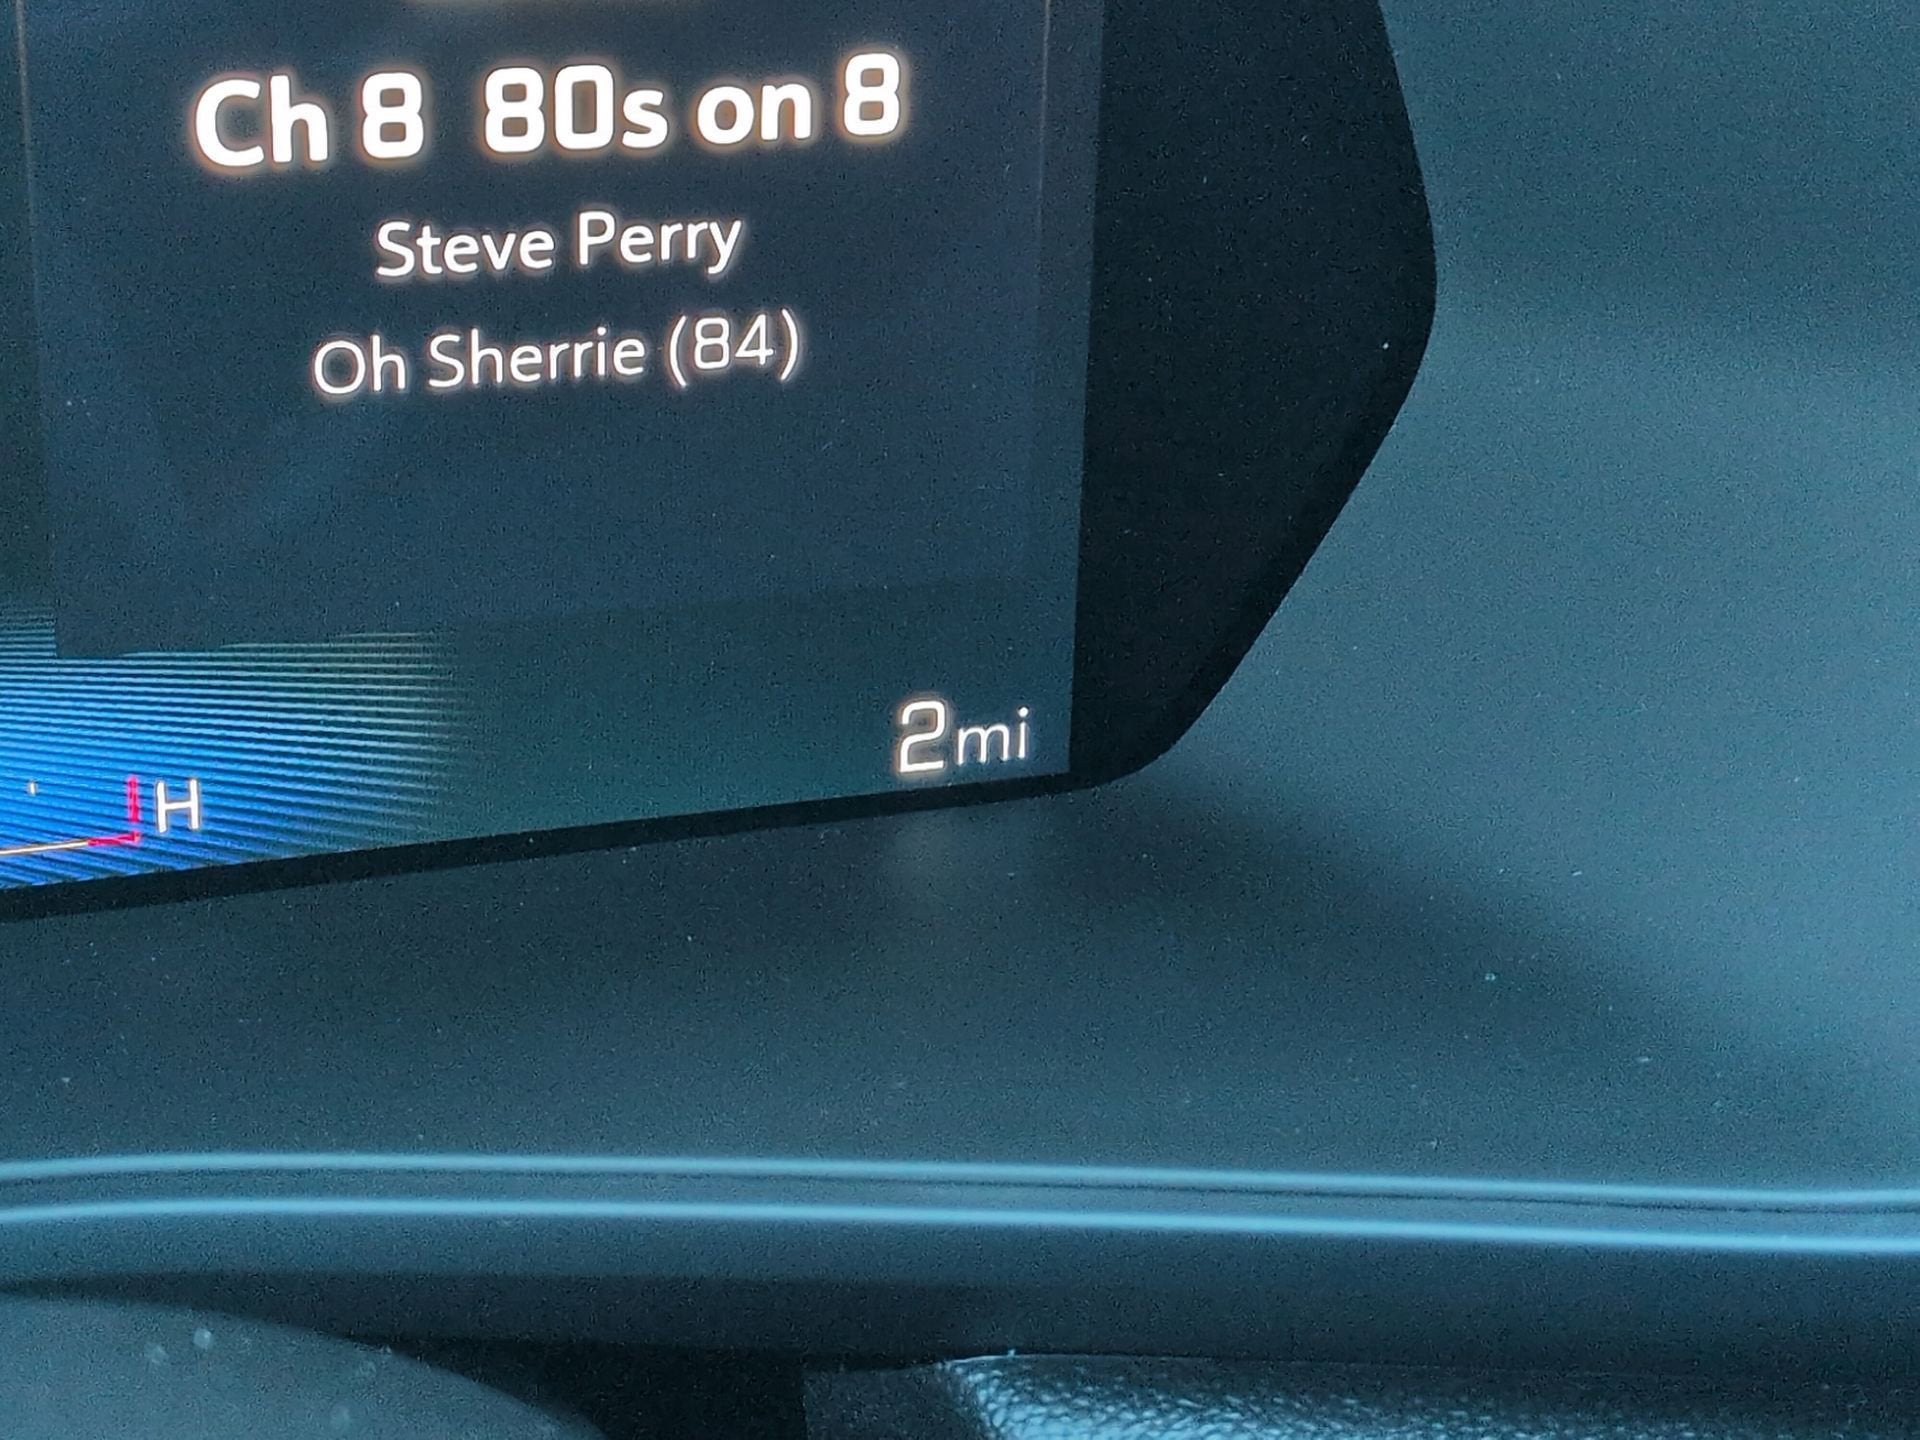 Ch 8 80s on 8
Steve Perry
Oh Sherrie (84)
2mi
H